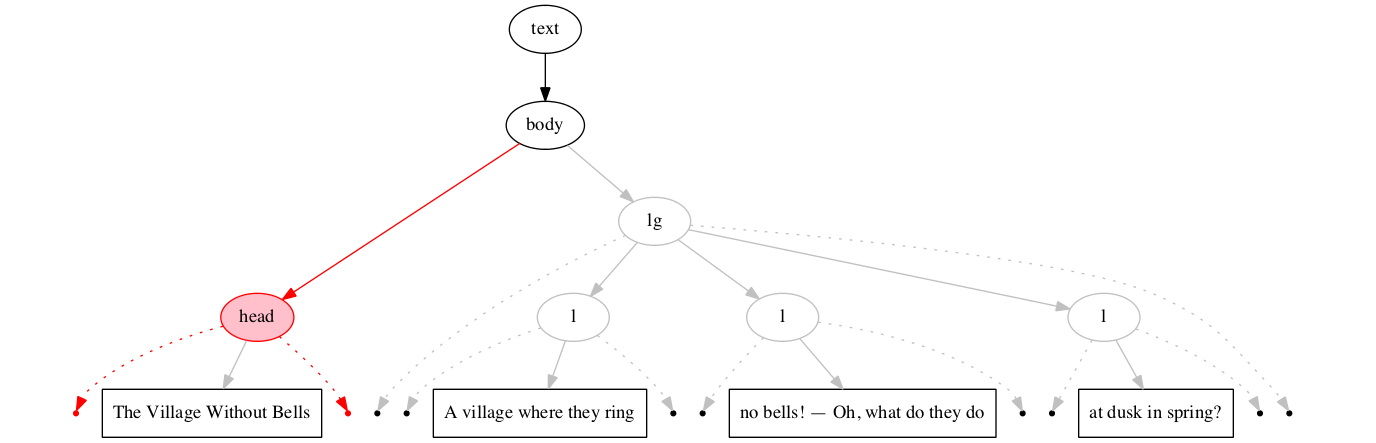 text
body
lg
head
l
l
l
The Village Without Bells
A village where they ring
no bells! — Oh, what do they do
at dusk in spring?